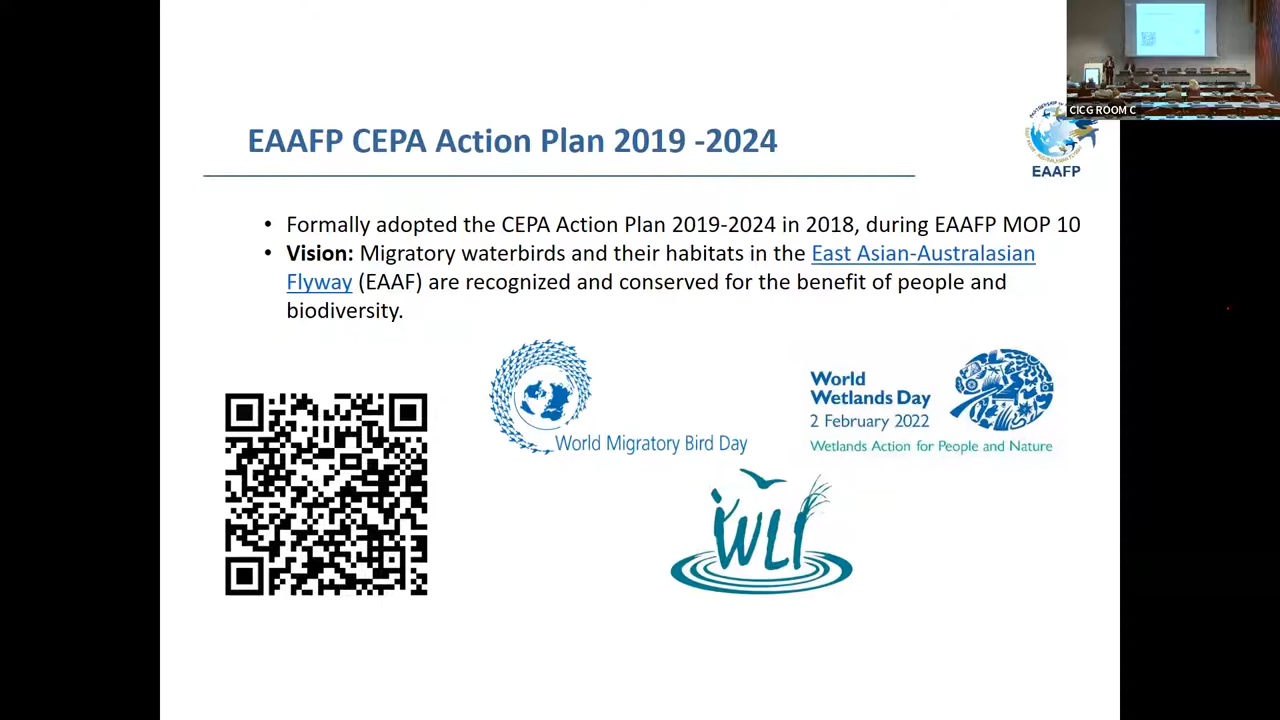 CICG ROOM C
EAAFP CEPA Action Plan 2019 -2024
EAAFP
• Formally adopted the CEPA Action Plan 2019-2024 in 2018, during EAAFP MOP 10
• Vision: Migratory waterbirds and their habitats in the East Asian-Australasian
Flyway (EAAF) are recognized and conserved for the benefit of people and
biodiversity.
World Migratory Bird Day
World
Wetlands Day
2 February 2022
Wetlands Action for People and Nature
WLI